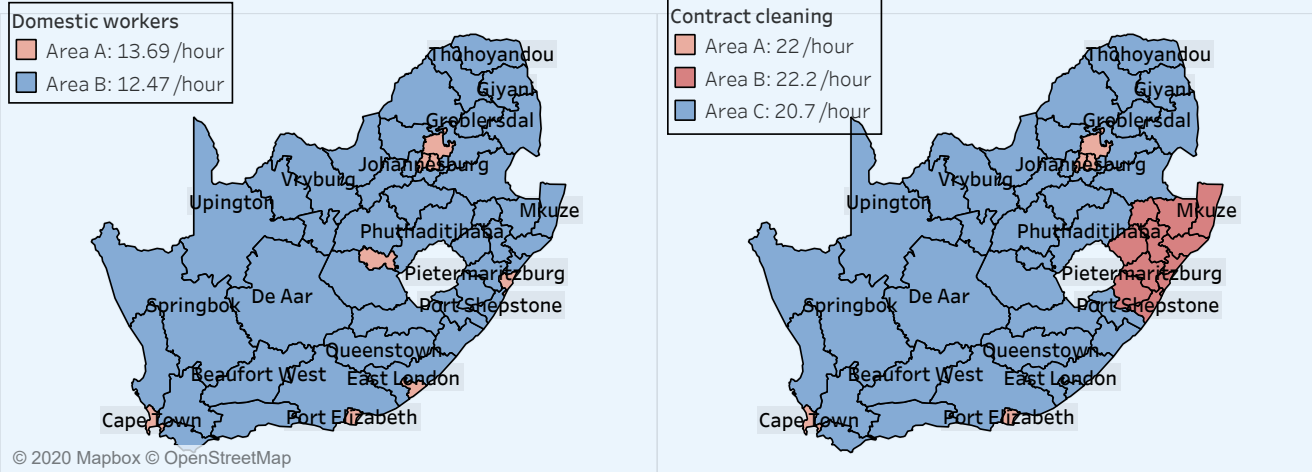 Domestic workers
Area A: 13.69 /hour
Area B: 12.47 /hour
Thohoyandou
Giyani
Groblersdal
Johannesburg
Vryburg
Upington
Mkuze
Phuthaditjhaba
Pietermaritzburg
De Aar
Springbok
Port Shepstone
Queenstown
Beaufort West
East London
Cape Town
Port Elizabeth
© 2020 Mapbox © OpenStreetMap
Contract cleaning
Area A: 22 /hour
Area B: 22.2 /hour
Area C: 20.7 /hour
Thohoyandou
Giyani
Groblersdal
Johannesburg
Vryburg
Upington
Mkuze
Phuthaditjhaba
Pietermaritzburg
De Aar
Springbok
Port Shepstone
Queenstown
Beaufort West
East London
Cape Town
Port Elizabeth